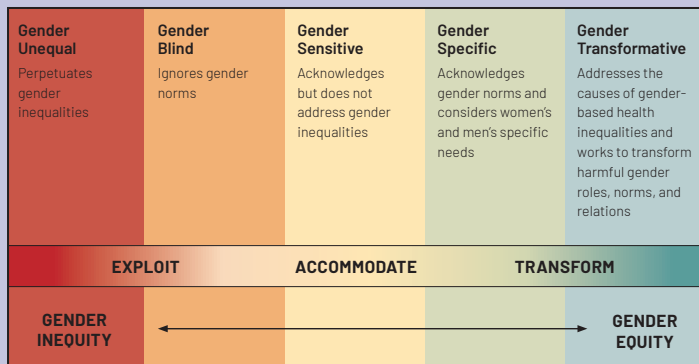 Gender
Unequal
Perpetuates
gender
inequalities
Gender
Blind
Ignores gender
norms
Gender
Sensitive
Acknowledges
but does not
address gender
inequalities
Gender
Specific
Acknowledges
gender norms and
considers women's
and men's specific
needs
Gender
Transformative
Addresses the
causes of gender-
based health
inequalities and
works to transform
harmful gender
roles, norms, and
relations
EXPLOIT
ACCOMMODATE
TRANSFORM
GENDER
INEQUITY
GENDER
EQUITY